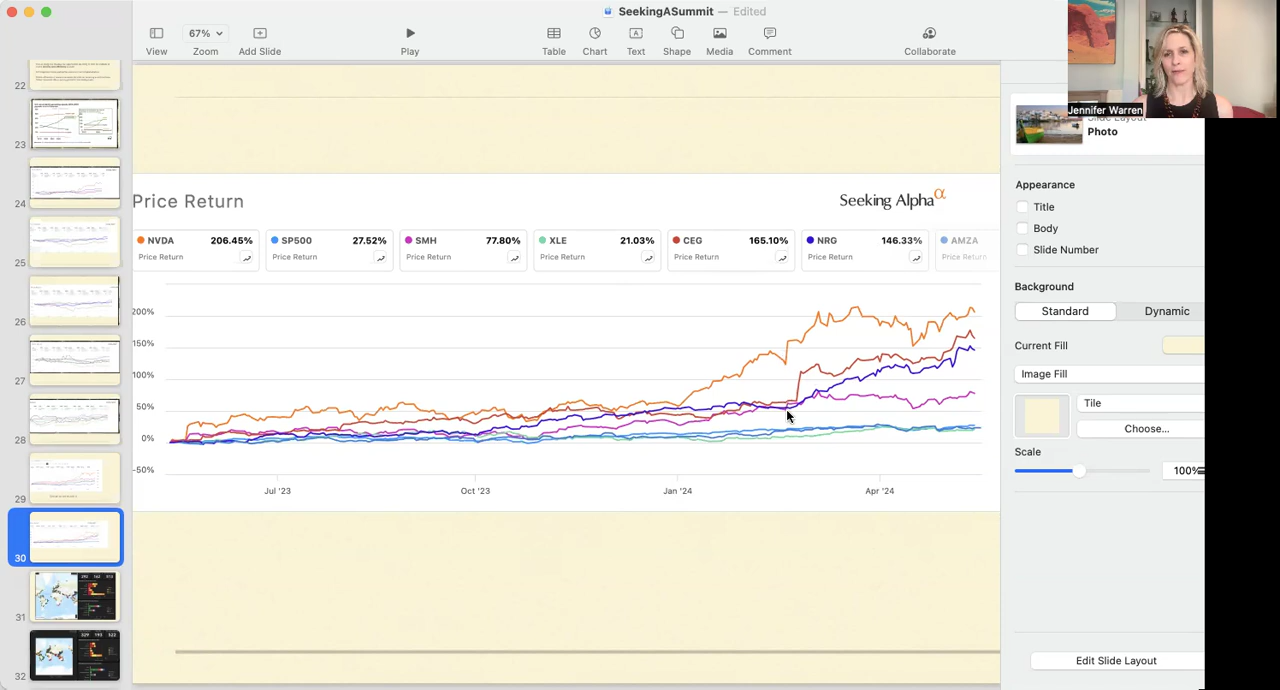 SeekingASummit — Edited
67%
View
Zoom
Add Slide
Play
Table
Chart
Text
Shape
Media
Comment
Collaborate
Jennifer Warren
22
23
24
25
26
27
28
29
30
31
32
Price Return
Seeking Alpha
NVDA 206.45%
Price Return
SP500 27.52%
Price Return
SMH 77.80%
Price Return
XLE 21.03%
Price Return
CEG 165.10%
Price Return
NRG 146.33%
Price Return
AMZA
Price Return
200%
150%
100%
50%
0%
-50%
Jul '23
Oct '23
Jan '24
Apr '24
Slide Layout
Photo
Appearance
Title
Body
Slide Number
Background
Standard
Dynamic
Current Fill
Image Fill
Tile
Choose...
Scale
100%
Edit Slide Layout